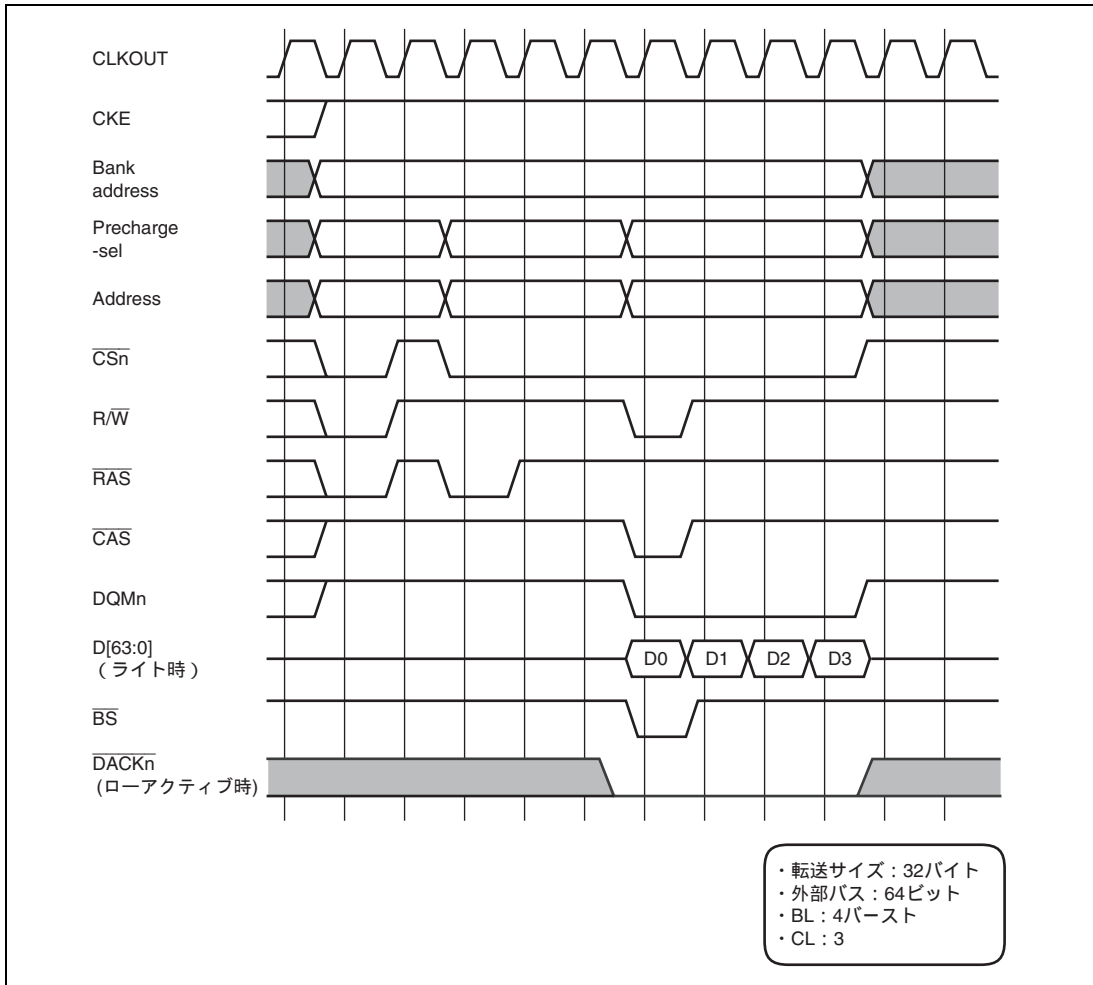 CLKOUT
CKE
Bank
address
Precharge
-sel
Address
CSn
R/W
RAS
CAS
DQMn
D[63:0]
（ライト時）
D0 D1 D2 D3
BS
DACKn
(ローアクティブ時)
・転送サイズ：32バイト
・外部バス：64ビット
・BL：4バースト
・CL：3